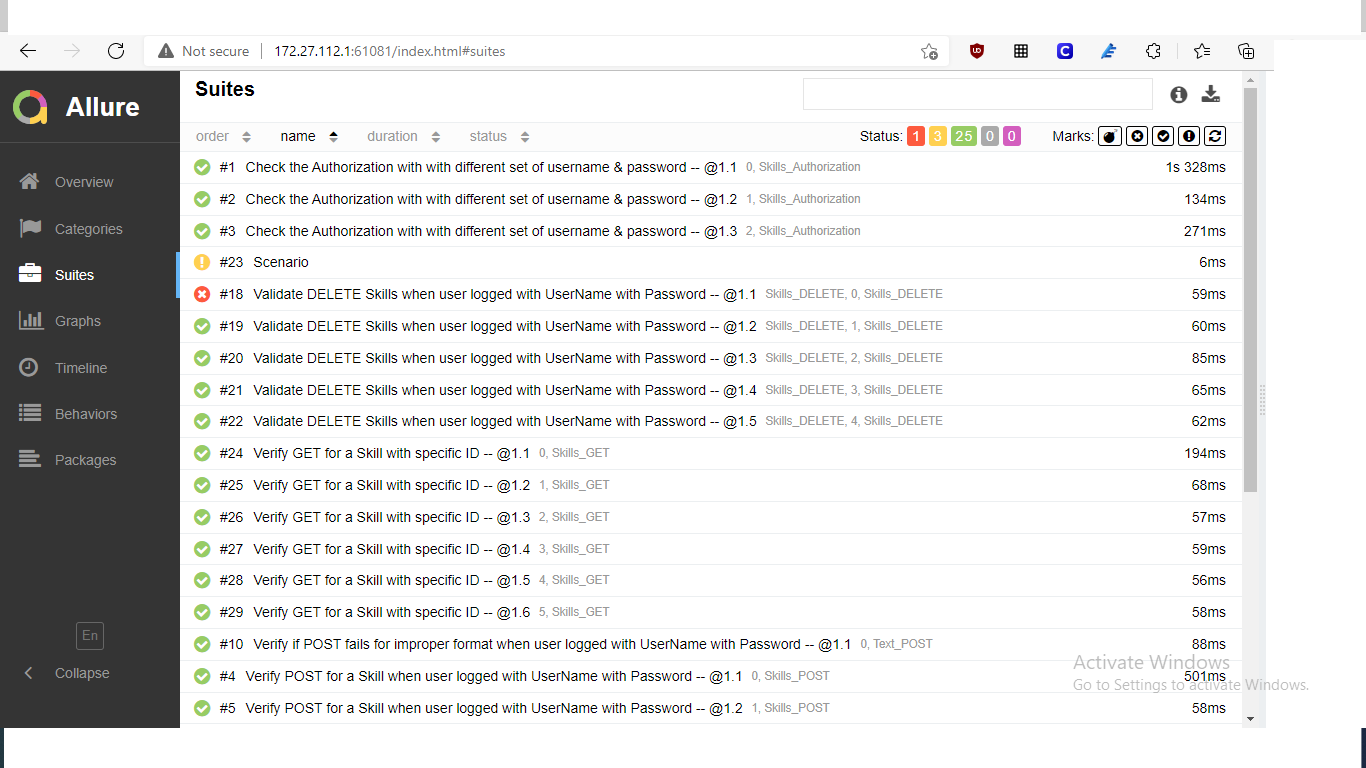 Not secure 172.27.112.1:61081/index.html#suites
Allure
Overview
Categories
Suites
Graphs
Timeline
Behaviors
Packages
En
Collapse
Suites
order name duration status Status: 1 3 25 0 0 Marks:
#1 Check the Authorization with with different set of username & password -- @1.1 0, Skills_Authorization 1s 328ms
#2 Check the Authorization with with different set of username & password -- @1.2 1, Skills_Authorization 134ms
#3 Check the Authorization with with different set of username & password -- @1.3 2, Skills_Authorization 271ms
#23 Scenario 6ms
#18 Validate DELETE Skills when user logged with UserName with Password -- @1.1 Skills_DELETE, 0, Skills_DELETE 59ms
#19 Validate DELETE Skills when user logged with UserName with Password -- @1.2 Skills_DELETE, 1, Skills_DELETE 60ms
#20 Validate DELETE Skills when user logged with UserName with Password -- @1.3 Skills_DELETE, 2, Skills_DELETE 85ms
#21 Validate DELETE Skills when user logged with UserName with Password -- @1.4 Skills_DELETE, 3, Skills_DELETE 65ms
#22 Validate DELETE Skills when user logged with UserName with Password -- @1.5 Skills_DELETE, 4, Skills_DELETE 62ms
#24 Verify GET for a Skill with specific ID -- @1.1 0, Skills_GET 194ms
#25 Verify GET for a Skill with specific ID -- @1.2 1, Skills_GET 68ms
#26 Verify GET for a Skill with specific ID -- @1.3 2, Skills_GET 57ms
#27 Verify GET for a Skill with specific ID -- @1.4 3, Skills_GET 59ms
#28 Verify GET for a Skill with specific ID -- @1.5 4, Skills_GET 56ms
#29 Verify GET for a Skill with specific ID -- @1.6 5, Skills_GET 58ms
#10 Verify if POST fails for improper format when user logged with UserName with Password -- @1.1 0, Text_POST 88ms
#4 Verify POST for a Skill when user logged with UserName with Password -- @1.1 0, Skills_POST 501ms
#5 Verify POST for a Skill when user logged with UserName with Password -- @1.2 1, Skills_POST 58ms
Activate Windows
Go to Settings to activate Windows.